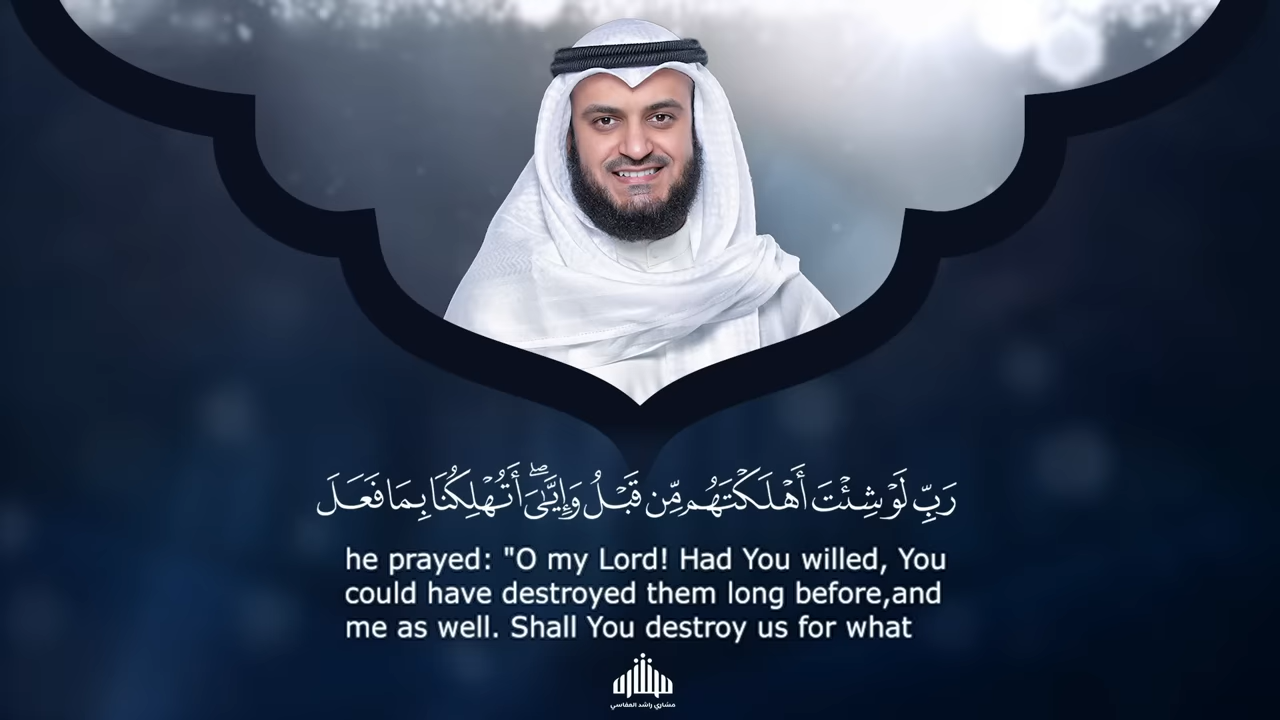 رَبِّ لَوْ شِئْتَ أَهْلَكْتَهُم مِّن قَبْلُ وَإِيَّـٰىَ ۖ أَتُهْلِكُنَا بِمَا فَعَلَ
he prayed: "O my Lord! Had You willed, You
could have destroyed them long before,and
me as well. Shall You destroy us for what
مشاري راشد العفاسي